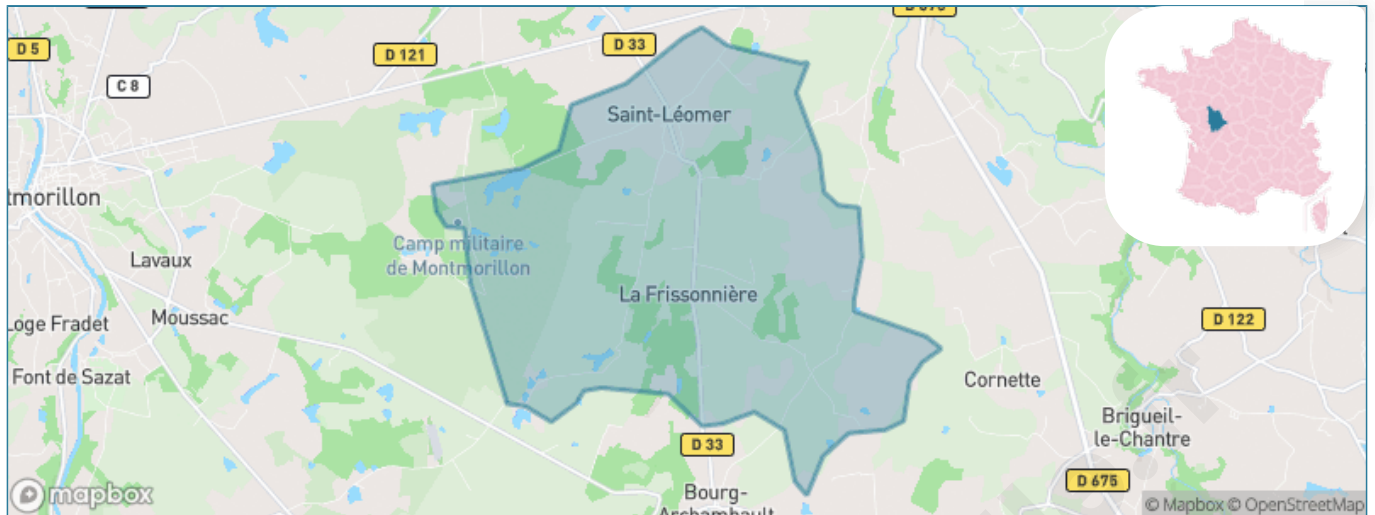 D 5
D 121
D 33
C 8
Saint-Léomer
tmorillon
Camp militaire
de Montmorillon
Lavaux
La Frissonnière
Loge Fradet
Moussac
D 122
Font de Sazat
Cornette
Brigueil-
le-Chantre
D 33
D 675
Bourg-
Archambault
mapbox
© Mapbox © OpenStreetMap